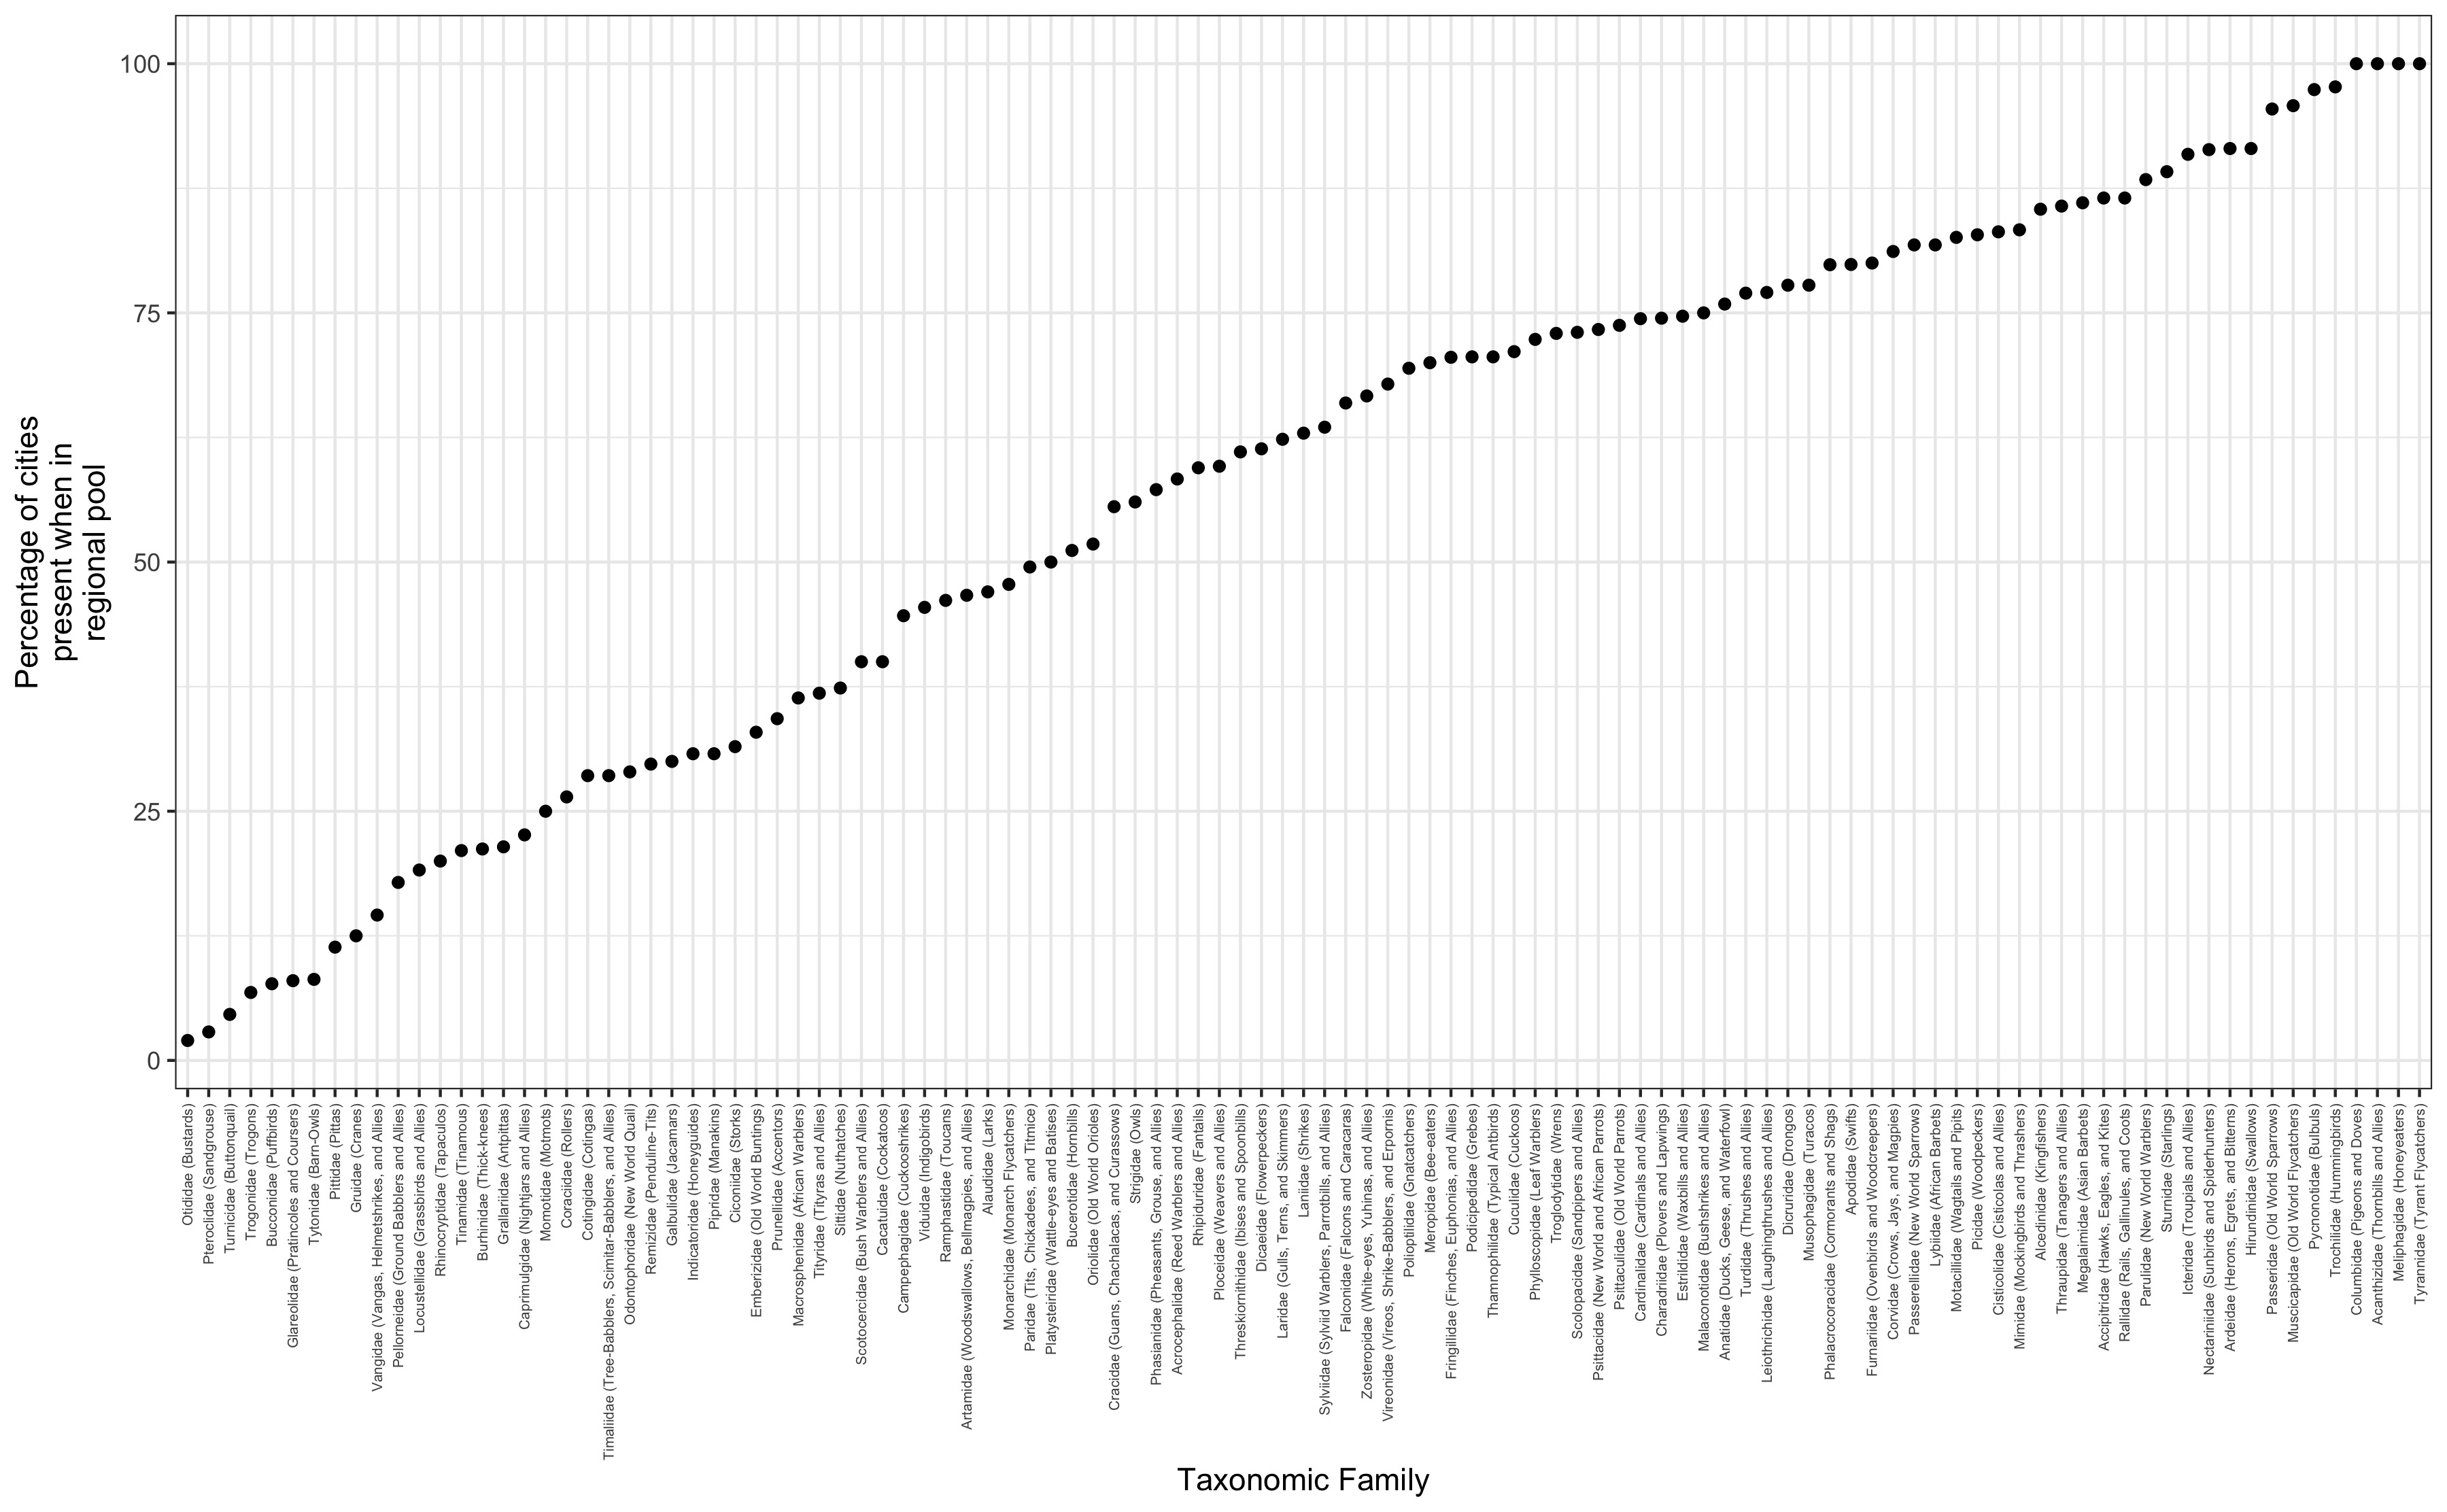 Percentage of cities
present when in
regional pool
100
75
50
25
0
Otididae (Bustards)
Pteroclidae (Sandgrouse)
Turnicidae (Buttonquail)
Trogonidae (Trogons)
Bucconidae (Puffbirds)
Glareolidae (Pratincoles and Coursers)
Tytonidae (Barn-Owls)
Pittidae (Pittas)
Gruidae (Cranes)
Vangidae (Vangas, Helmetshrikes, and Allies)
Pellorneidae (Ground Babblers and Allies)
Locustellidae (Grassbirds and Allies)
Rhinocryptidae (Tapaculos)
Tinamidae (Tinamous)
Burhinidae (Thick-knees)
Grallariidae (Antpittas)
Caprimulgidae (Nightjars and Allies)
Momotidae (Motmots)
Coraciidae (Rollers)
Cotingidae (Cotingas)
Timaliidae (Tree-Babblers, Scimitar-Babblers, and Allies)
Odontophoridae (New World Quail)
Remizidae (Penduline-Tits)
Galbulidae (Jacamars)
Indicatoridae (Honeyguides)
Pipridae (Manakins)
Ciconiidae (Storks)
Emberizidae (Old World Buntings)
Prunellidae (Accentors)
Macrosphenidae (African Warblers)
Tityridae (Tityras and Allies)
Sittidae (Nuthatches)
Scotocercidae (Bush Warblers and Allies)
Cacatuidae (Cockatoos)
Campephagidae (Cuckooshrikes)
Viduidae (Indigobirds)
Ramphastidae (Toucans)
Artamidae (Woodswallows, Bellmagpies, and Allies)
Alaudidae (Larks)
Monarchidae (Monarch Flycatchers)
Paridae (Tits, Chickadees, and Titmice)
Platysteiridae (Wattle-eyes and Batises)
Bucerotidae (Hornbills)
Oriolidae (Old World Orioles)
Cracidae (Guans, Chachalacas, and Curassows)
Strigidae (Owls)
Phasianidae (Pheasants, Grouse, and Allies)
Acrocephalidae (Reed Warblers and Allies)
Rhipiduridae (Fantails)
Ploceidae (Weavers and Allies)
Threskiornithidae (Ibises and Spoonbills)
Dicaeidae (Flowerpeckers)
Laridae (Gulls, Terns, and Skimmers)
Laniidae (Shrikes)
Sylviidae (Sylviid Warblers, Parrotbills, and Allies)
Falconidae (Falcons and Caracaras)
Zosteropidae (White-eyes, Yuhinas, and Allies)
Vireonidae (Vireos, Shrike-Babblers, and Erpornis)
Polioptilidae (Gnatcatchers)
Meropidae (Bee-eaters)
Fringillidae (Finches, Euphonias, and Allies)
Podicipedidae (Grebes)
Thamnophilidae (Typical Antbirds)
Cuculidae (Cuckoos)
Phylloscopidae (Leaf Warblers)
Troglodytidae (Wrens)
Scolopacidae (Sandpipers and Allies)
Psittacidae (New World and African Parrots)
Psittaculidae (Old World Parrots)
Cardinalidae (Cardinals and Allies)
Charadriidae (Plovers and Lapwings)
Estrildidae (Waxbills and Allies)
Malaconotidae (Bushshrikes and Allies)
Anatidae (Ducks, Geese, and Waterfowl)
Turdidae (Thrushes and Allies)
Leiothrichidae (Laughingthrushes and Allies)
Dicruridae (Drongos)
Musophagidae (Turacos)
Phalacrocoracidae (Cormorants and Shags)
Apodidae (Swifts)
Furnariidae (Ovenbirds and Woodcreepers)
Corvidae (Crows, Jays, and Magpies)
Passerellidae (New World Sparrows)
Lybiidae (African Barbets)
Motacillidae (Wagtails and Pipits)
Picidae (Woodpeckers)
Cisticolidae (Cisticolas and Allies)
Mimidae (Mockingbirds and Thrashers)
Alcedinidae (Kingfishers)
Thraupidae (Tanagers and Allies)
Megalaimidae (Asian Barbets)
Accipitridae (Hawks, Eagles, and Kites)
Rallidae (Rails, Gallinules, and Coots)
Parulidae (New World Warblers)
Sturnidae (Starlings)
Icteridae (Troupials and Allies)
Nectariniidae (Sunbirds and Spiderhunters)
Ardeidae (Herons, Egrets, and Bitterns)
Hirundinidae (Swallows)
Passeridae (Old World Sparrows)
Muscicapidae (Old World Flycatchers)
Pycnonotidae (Bulbuls)
Trochilidae (Hummingbirds)
Columbidae (Pigeons and Doves)
Acanthizidae (Thornbills and Allies)
Meliphagidae (Honeyeaters)
Tyrannidae (Tyrant Flycatchers)
Taxonomic Family